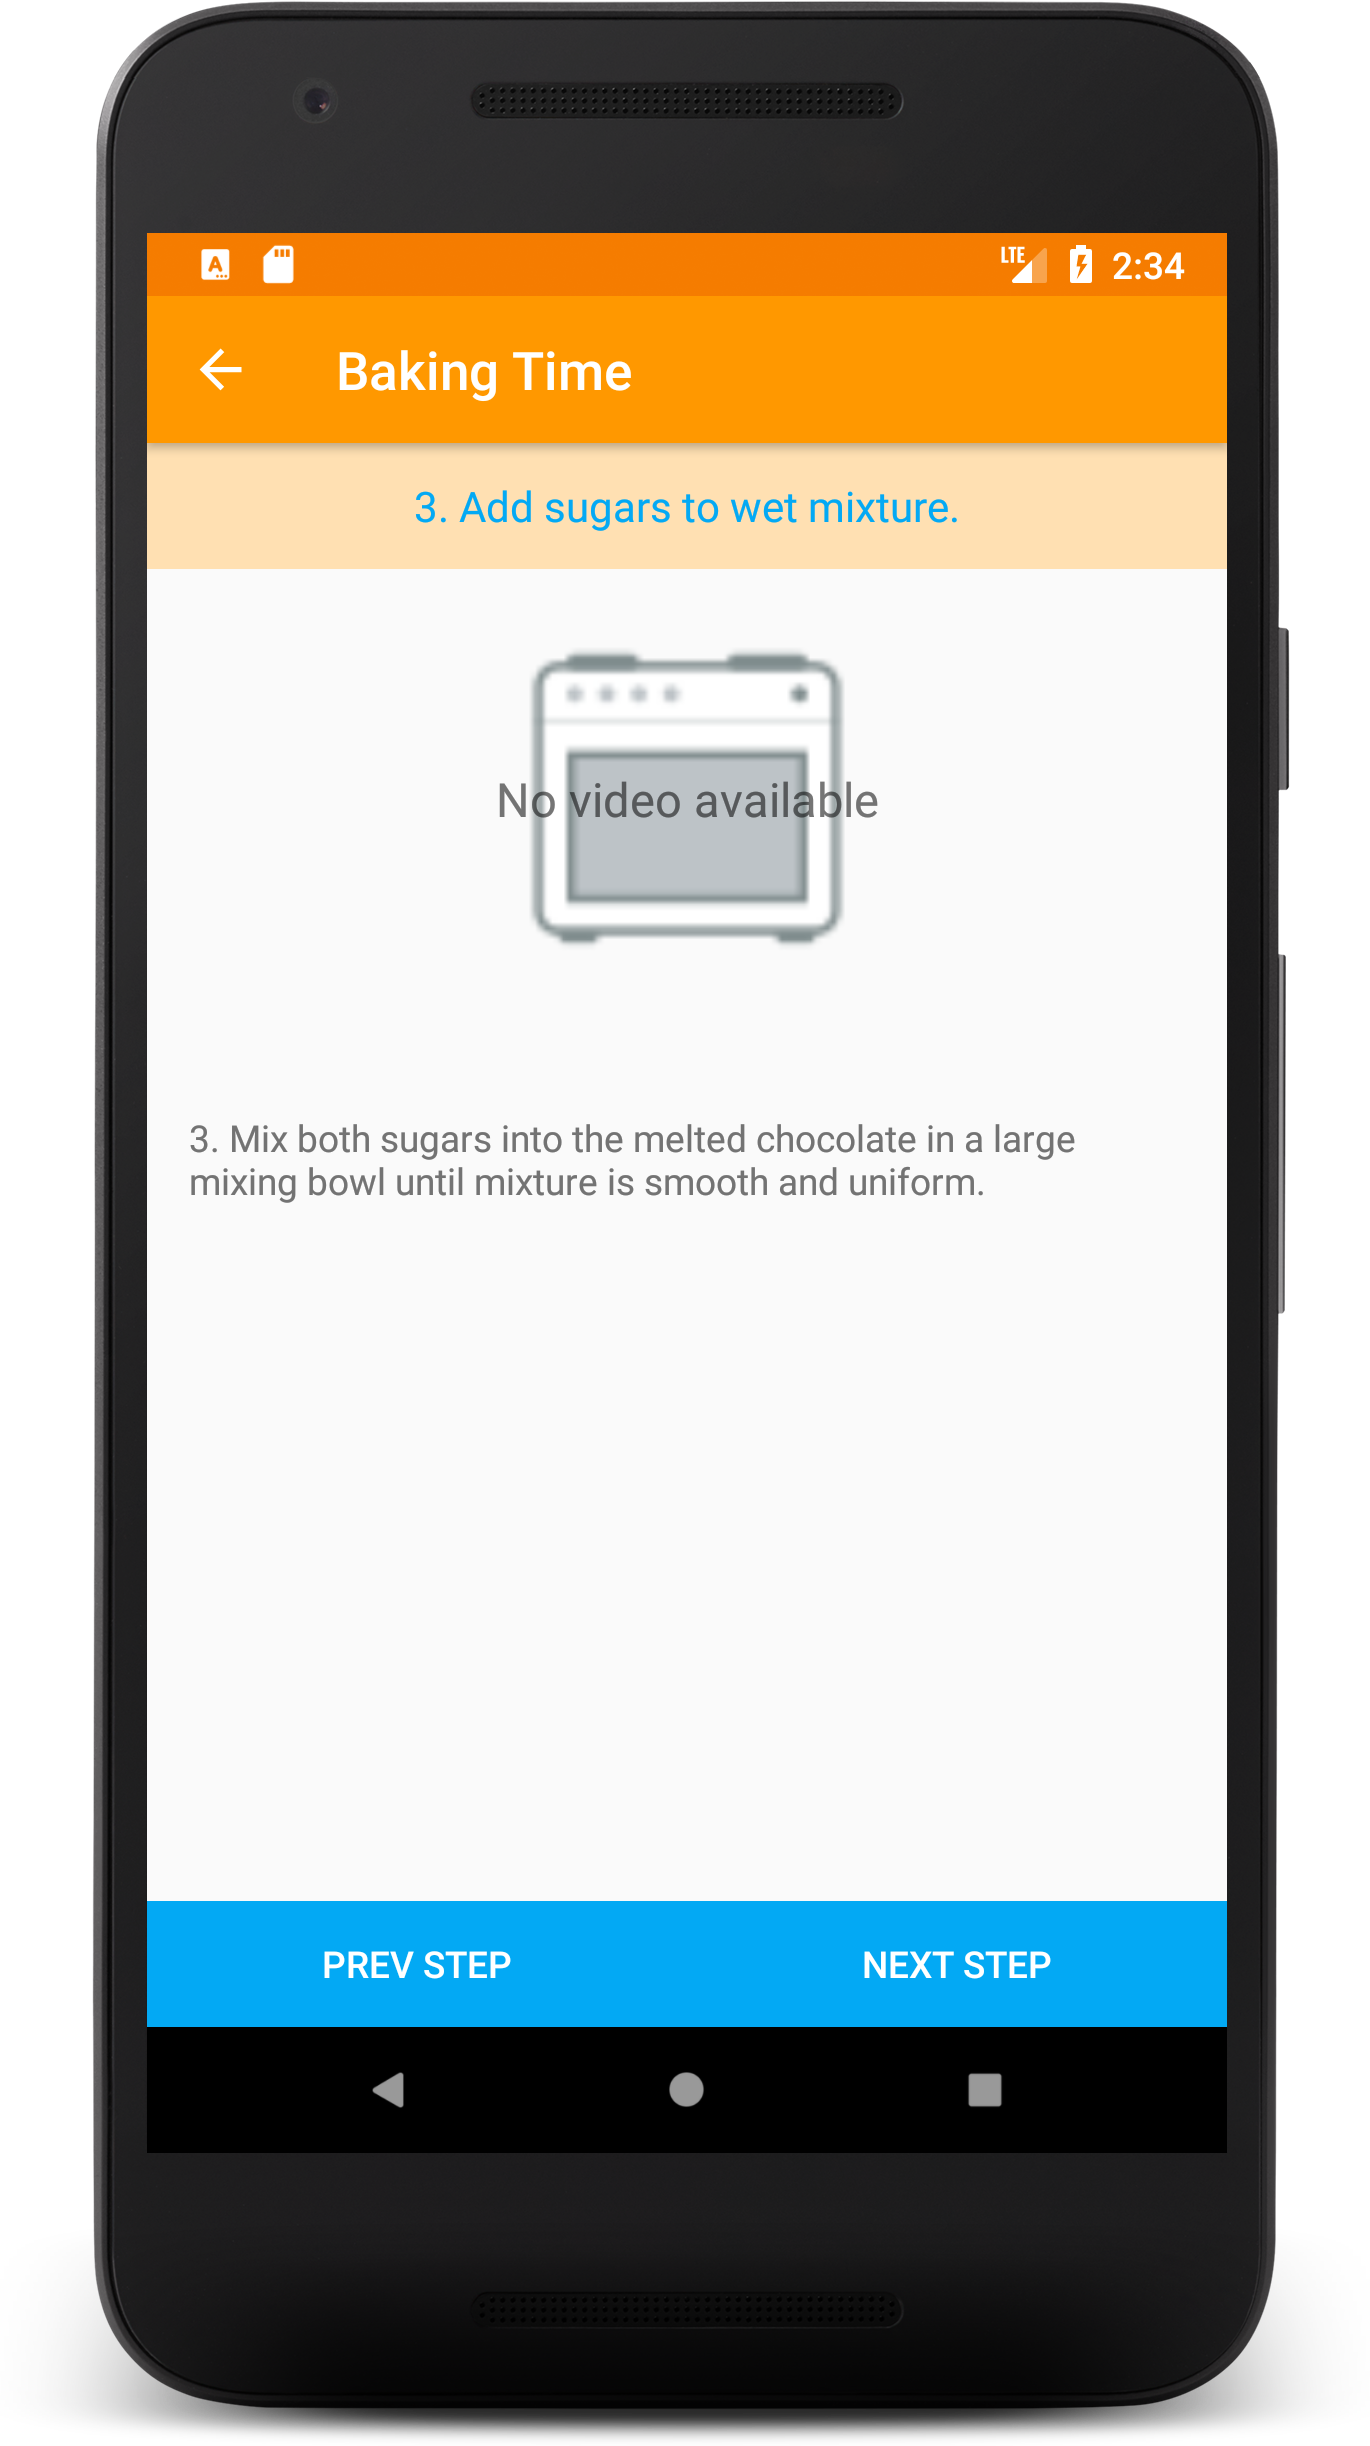 LTE 2:34
Baking Time
3. Add sugars to wet mixture.
No video available
3. Mix both sugars into the melted chocolate in a large
mixing bowl until mixture is smooth and uniform.
PREV STEP NEXT STEP